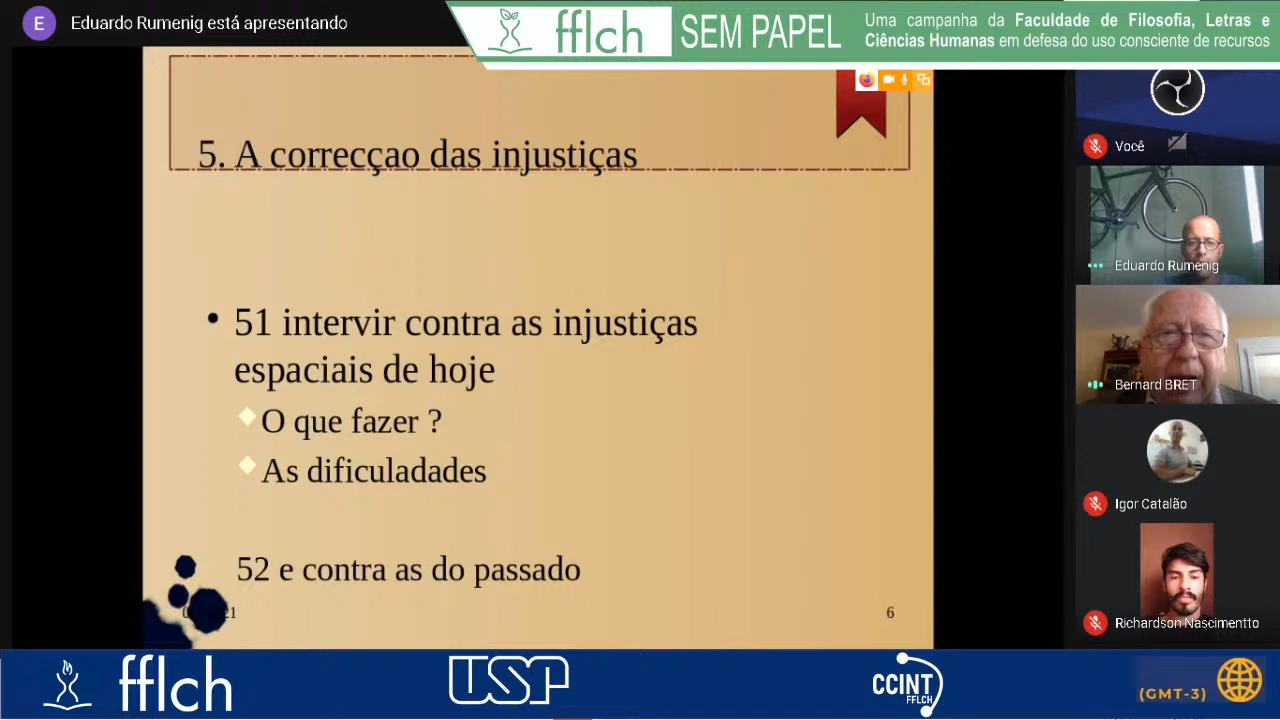 E
Eduardo Rumenig está apresentando
fflch
SEM PAPEL
Uma campanha da Faculdade de Filosofia, Letras e
Ciências Humanas em defesa do uso consciente de recursos
5. A correcçao das injustiças
• 51 intervir contra as injustiças
espaciais de hoje
O que fazer ?
As dificuladades
52 e contra as do passado
21
6
Você
Eduardo Rumenig
Bernard BRET
Igor Catalão
Richardson Nascimentto
fflch
USP
CCINT
FFLCH
(GMT-3)